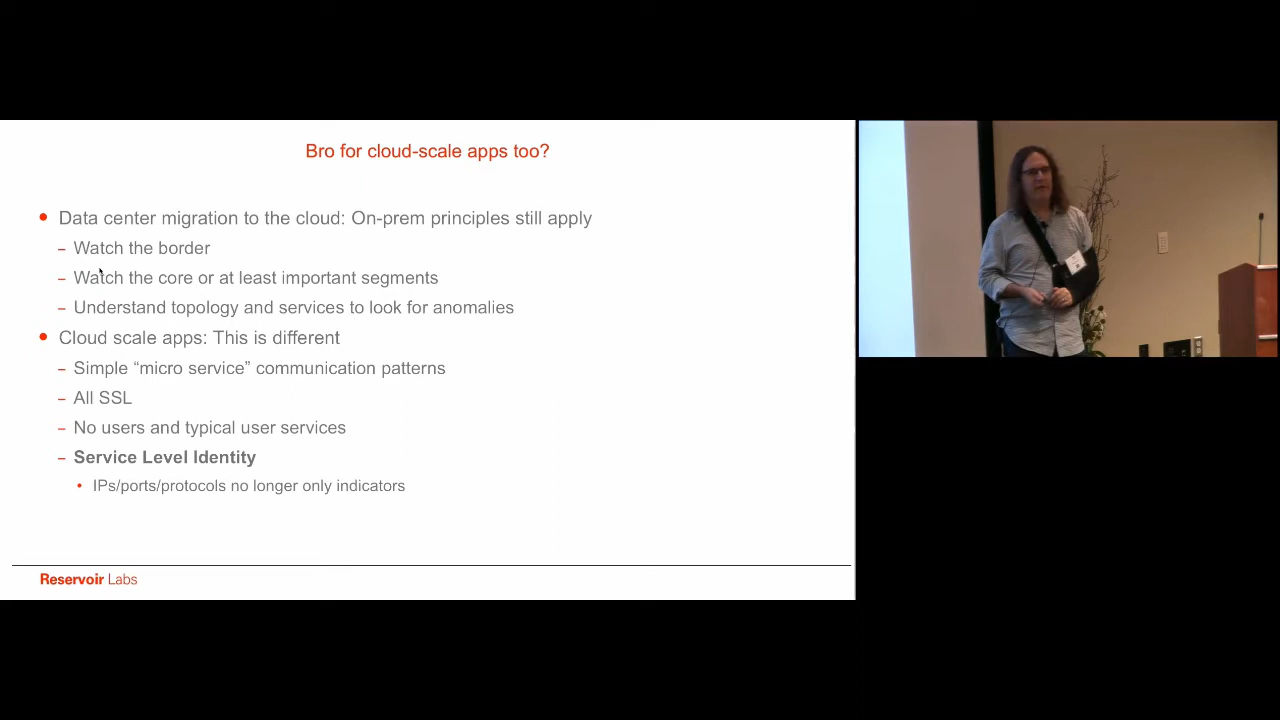 Bro for cloud-scale apps too?
Data center migration to the cloud: On-prem principles still apply
– Watch the border
– Watch the core or at least important segments
– Understand topology and services to look for anomalies
Cloud scale apps: This is different
– Simple “micro service” communication patterns
– All SSL
– No users and typical user services
– Service Level Identity
• IPs/ports/protocols no longer only indicators
Reservoir Labs